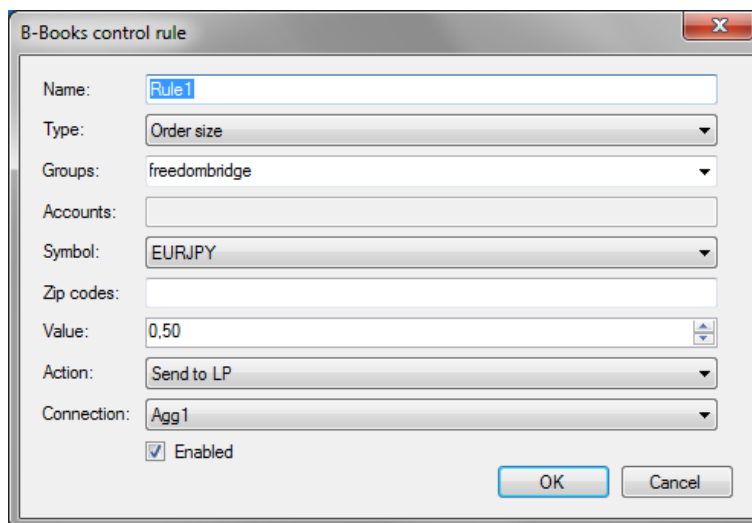 B-Books control rule
Name: Rule1
Type: Order size
Groups: freedombridge
Accounts:
Symbol: EURJPY
Zip codes:
Value: 0,50
Action: Send to LP
Connection: Agg1
Enabled
OK Cancel